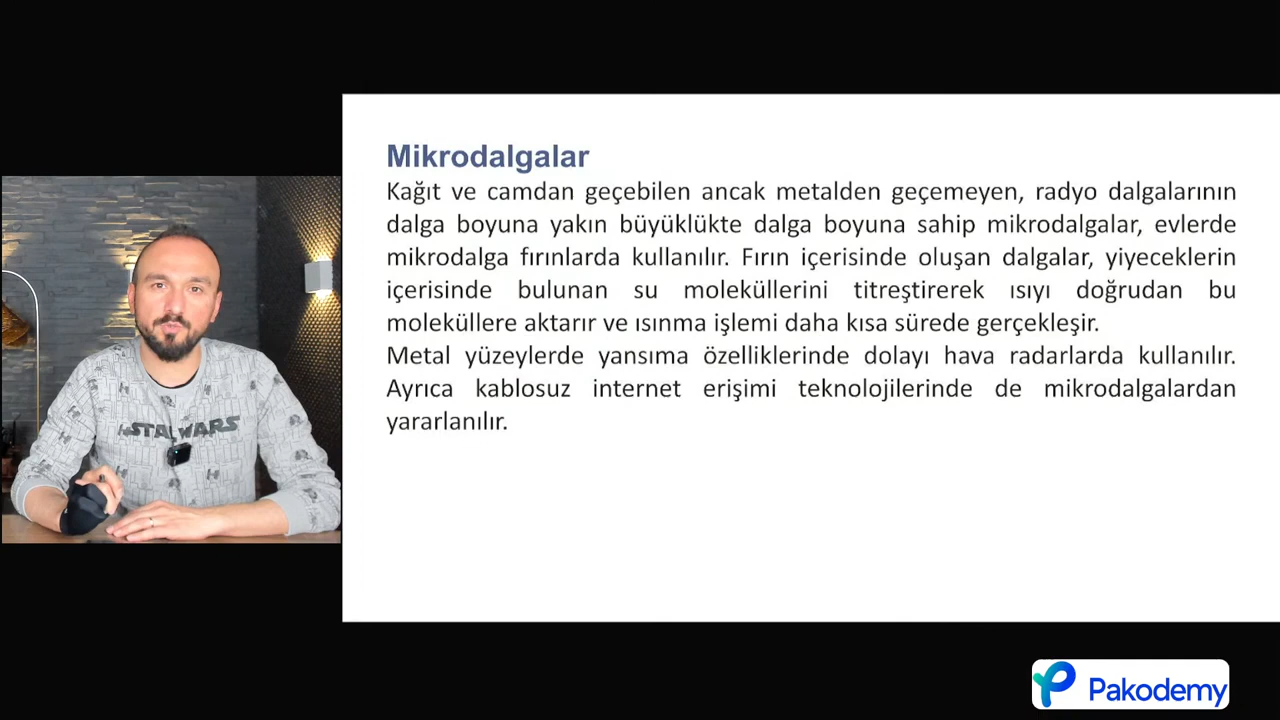 Mikrodalgalar
Kağıt ve camdan geçebilen ancak metalden geçemeyen, radyo dalgalarının
dalga boyuna yakın büyüklükte dalga boyuna sahip mikrodalgalar, evlerde
mikrodalga fırınlarda kullanılır. Fırın içerisinde oluşan dalgalar, yiyeceklerin
içerisinde bulunan su moleküllerini titreştirerek ısıyı doğrudan bu
moleküllere aktarır ve ısınma işlemi daha kısa sürede gerçekleşir.
Metal yüzeylerde yansıma özelliklerinde dolayı hava radarlarda kullanılır.
Ayrıca kablosuz internet erişimi teknolojilerinde de mikrodalgalardan
yararlanılır.
STAR WARS
Pakodemy